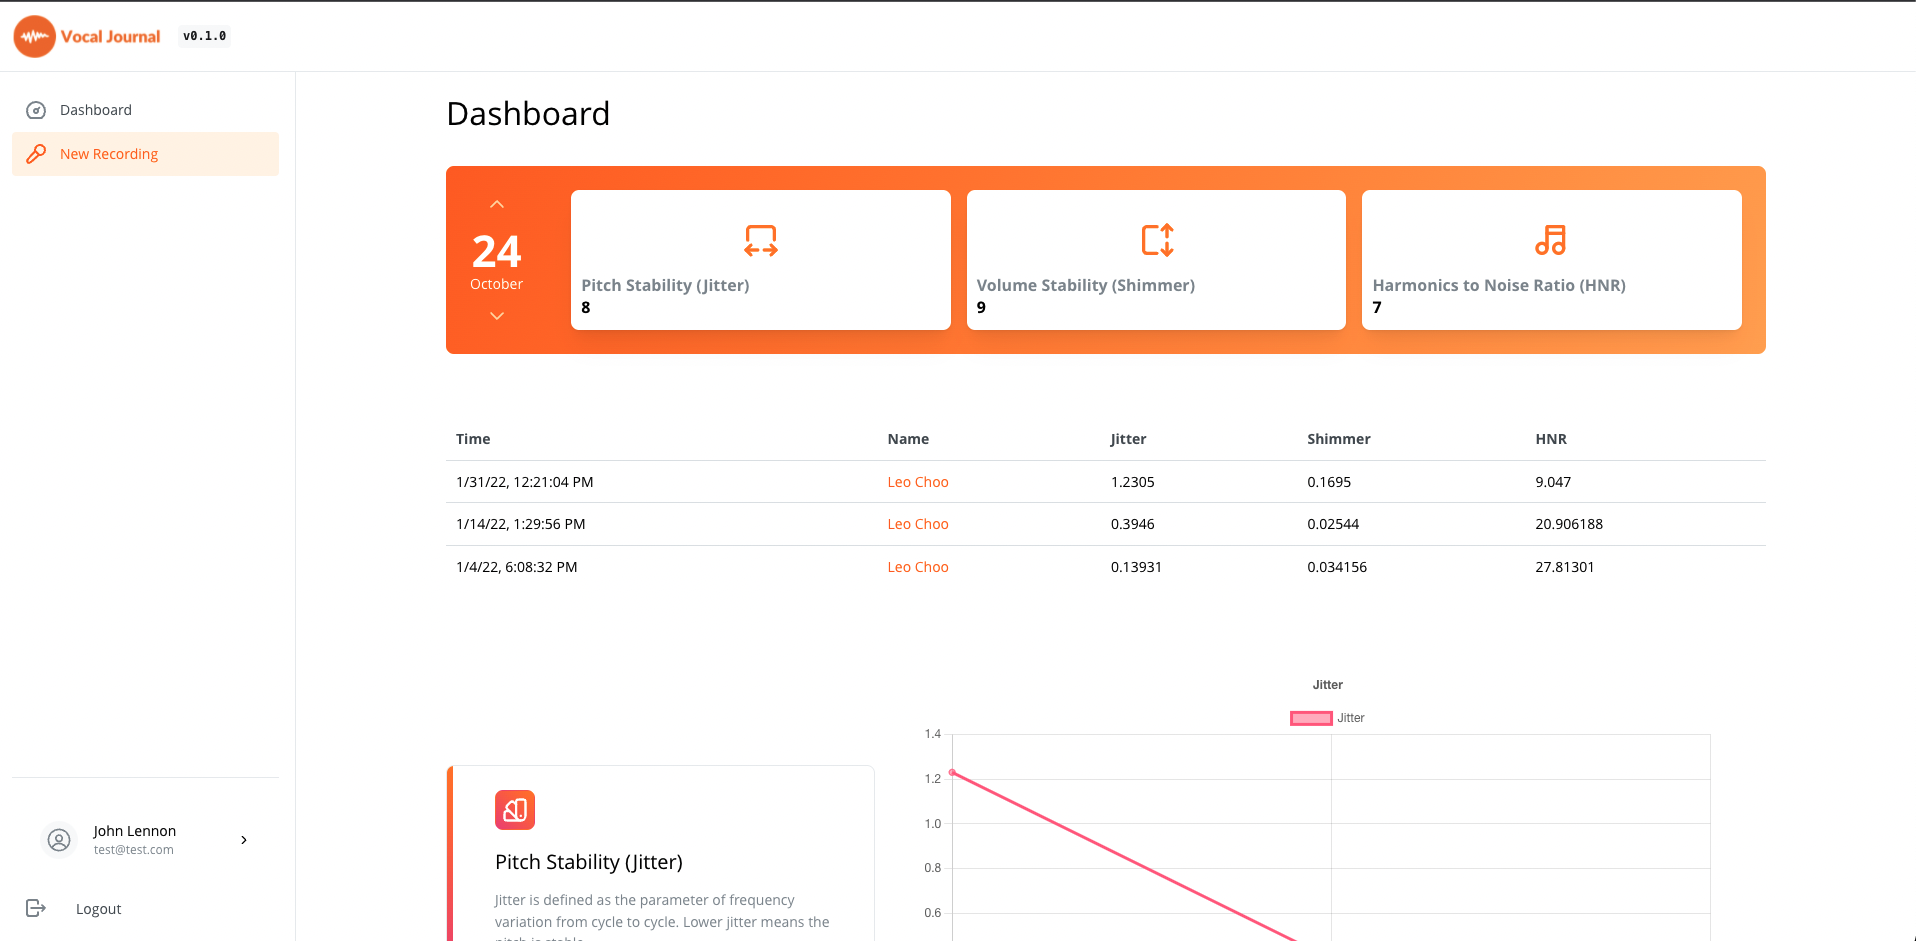 Vocal Journal v0.1.0
Dashboard
New Recording
Dashboard
24
October
Pitch Stability (Jitter)
8
Volume Stability (Shimmer)
9
Harmonics to Noise Ratio (HNR)
7
Time Name Jitter Shimmer HNR
1/31/22, 12:21:04 PM Leo Choo 1.2305 0.1695 9.047
1/14/22, 1:29:56 PM Leo Choo 0.3946 0.02544 20.906188
1/4/22, 6:08:32 PM Leo Choo 0.13931 0.034156 27.81301
Pitch Stability (Jitter)
Jitter is defined as the parameter of frequency
variation from cycle to cycle. Lower jitter means the
pitch is stable
Jitter
Jitter
1.4
1.2
1.0
0.8
0.6
John Lennon
test@test.com
Logout